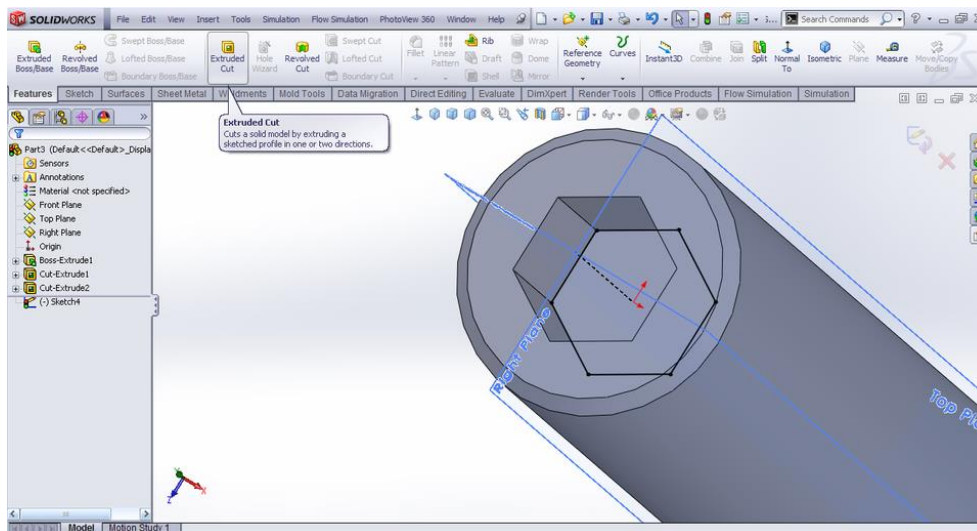 SOLIDWORKS File Edit View Insert Tools Simulation Flow Simulation PhotoView 360 Window Help Search Commands
Extruded Boss/Base
Revolved Boss/Base
Swept Boss/Base
Lofted Boss/Base
Boundary Boss/Base
Extruded Cut
Hole Wizard
Revolved Cut
Swept Cut
Lofted Cut
Boundary Cut
Fillet
Linear Pattern
Rib
Draft
Shell
Wrap
Dome
Mirror
Reference Geometry
Curves
Instant3D
Combine
Join
Split
Normal To
Isometric
Plane
Measure
Move/Copy Bodies
Features Sketch Surfaces Sheet Metal Mold Tools Data Migration Direct Editing Evaluate DimXpert Render Tools Office Products Flow Simulation Simulation
Extruded Cut
Cuts a solid model by extruding a
sketched profile in one or two directions.
Part3 (Default<<Default>_Displa
Sensors
Annotations
Material <not specified>
Front Plane
Top Plane
Right Plane
Origin
Boss-Extrude1
Cut-Extrude1
Cut-Extrude2
(-) Sketch4
Right Plane
Top Pla
Model Motion Study 1